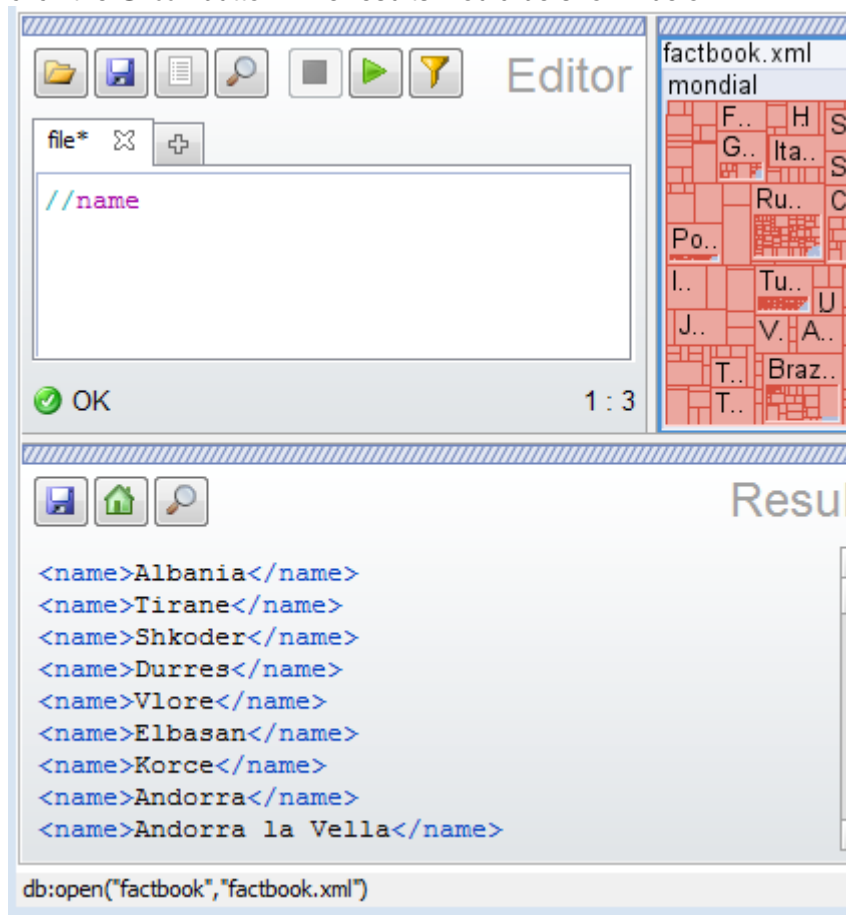 Editor
file*
//name
OK
1 : 3
factbook.xml
mondial
F..
H
S
G..
Ita..
S
Ru..
C
Po..
I..
Tu..
U
J..
V.
A..
T..
Braz..
T..
Resul
<name>Albania</name>
<name>Tirane</name>
<name>Shkoder</name>
<name>Durres</name>
<name>Vlore</name>
<name>Elbasan</name>
<name>Korce</name>
<name>Andorra</name>
<name>Andorra la Vella</name>
db:open("factbook","factbook.xml")